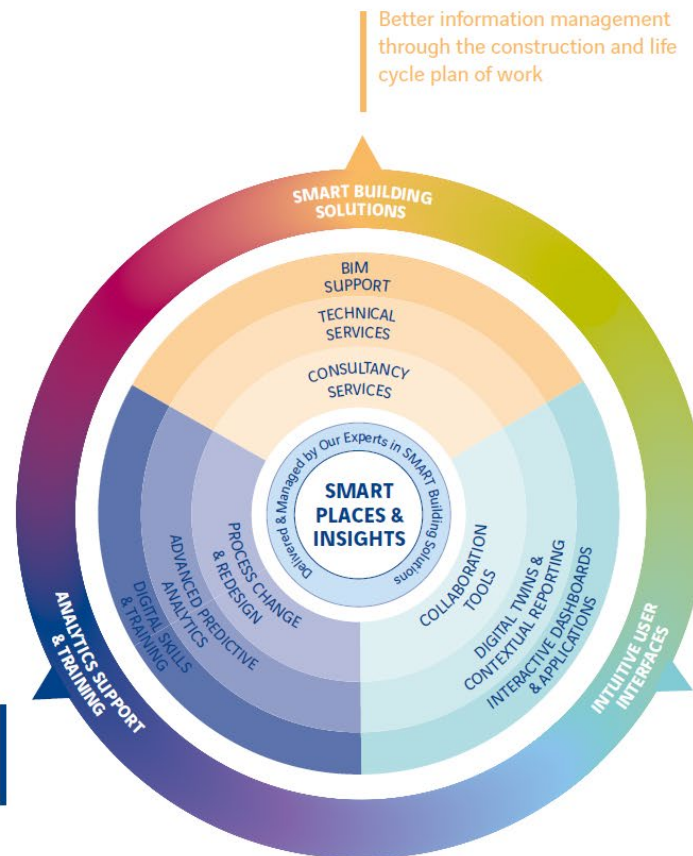 Better information management
through the construction and life
cycle plan of work
SMART BUILDING
SOLUTIONS
BIM
SUPPORT
TECHNICAL
SERVICES
CONSULTANCY
SERVICES
Delivered & Managed by Our Experts in SMART Building Solutions
SMART
PLACES &
INSIGHTS
PROCESS CHANGE
& REDESIGN
ADVANCED PREDICTIVE
ANALYTICS
DIGITAL SKILLS
& TRAINING
COLLABORATION
TOOLS
DIGITAL TWINS &
CONTEXTUAL REPORTING
INTERACTIVE DASHBOARDS
& APPLICATIONS
ANALYTICS SUPPORT
& TRAINING
INTUITIVE USER
INTERFACES